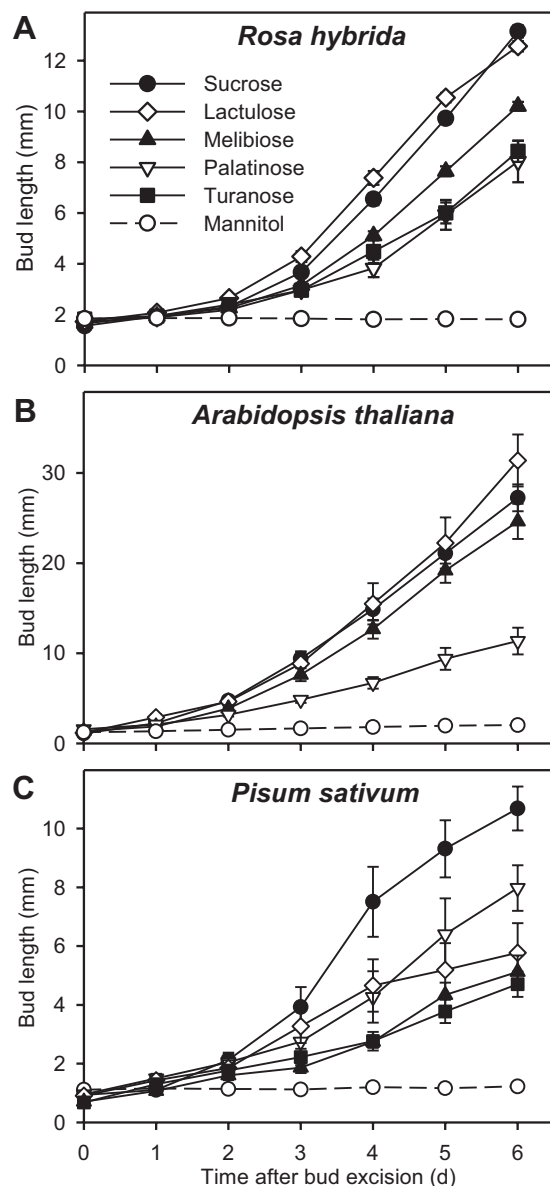 A
Rosa hybrida
Sucrose
Lactulose
Melibiose
Palatinose
Turanose
Mannitol
Bud length (mm)
12
10
8
6
4
2
0
B
Arabidopsis thaliana
Bud length (mm)
30
20
10
0
C
Pisum sativum
Bud length (mm)
10
8
6
4
2
0
0 1 2 3 4 5 6
Time after bud excision (d)